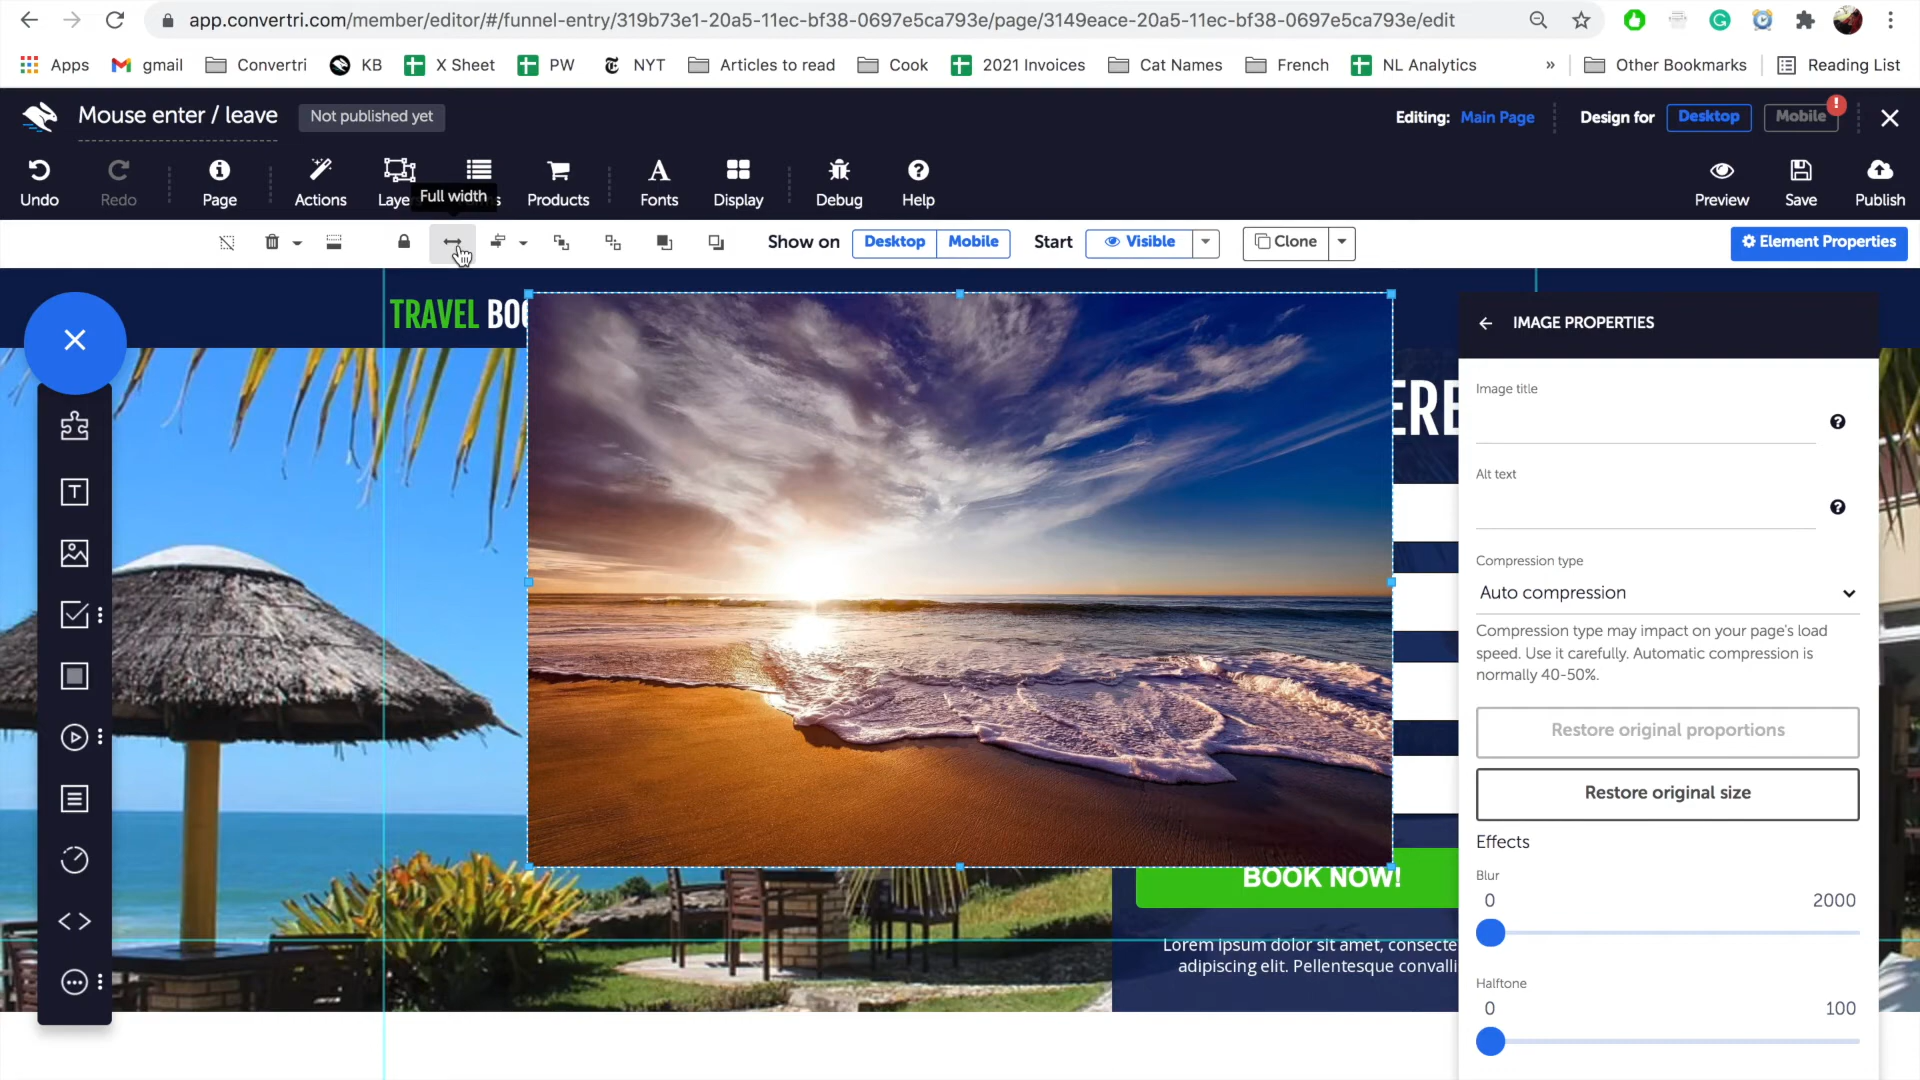 app.convertri.com/member/editor/#/funnel-entry/319b73e1-20a5-11ec-bf38-0697e5ca793e/page/3149eace-20a5-11ec-bf38-0697e5ca793e/edit
Apps gmail Convertri KB X Sheet PW NYT Articles to read Cook 2021 Invoices Cat Names French NL Analytics » Other Bookmarks Reading List
Mouse enter / leave Not published yet Editing: Main Page Design for Desktop Mobile !
Undo Redo Page Actions Laye Full width s Products Fonts Display Debug Help Preview Save Publish
Show on Desktop Mobile Start Visible Clone Element Properties
TRAVEL BOO
ERE
IMAGE PROPERTIES
Image title
Alt text
Compression type
Auto compression
Compression type may impact on your page's load
speed. Use it carefully. Automatic compression is
normally 40-50%.
Restore original proportions
Restore original size
Effects
Blur
0 2000
Halftone
0 100
BOOK NOW!
Lorem ipsum dolor sit amet, consecte
adipiscing elit. Pellentesque convalli